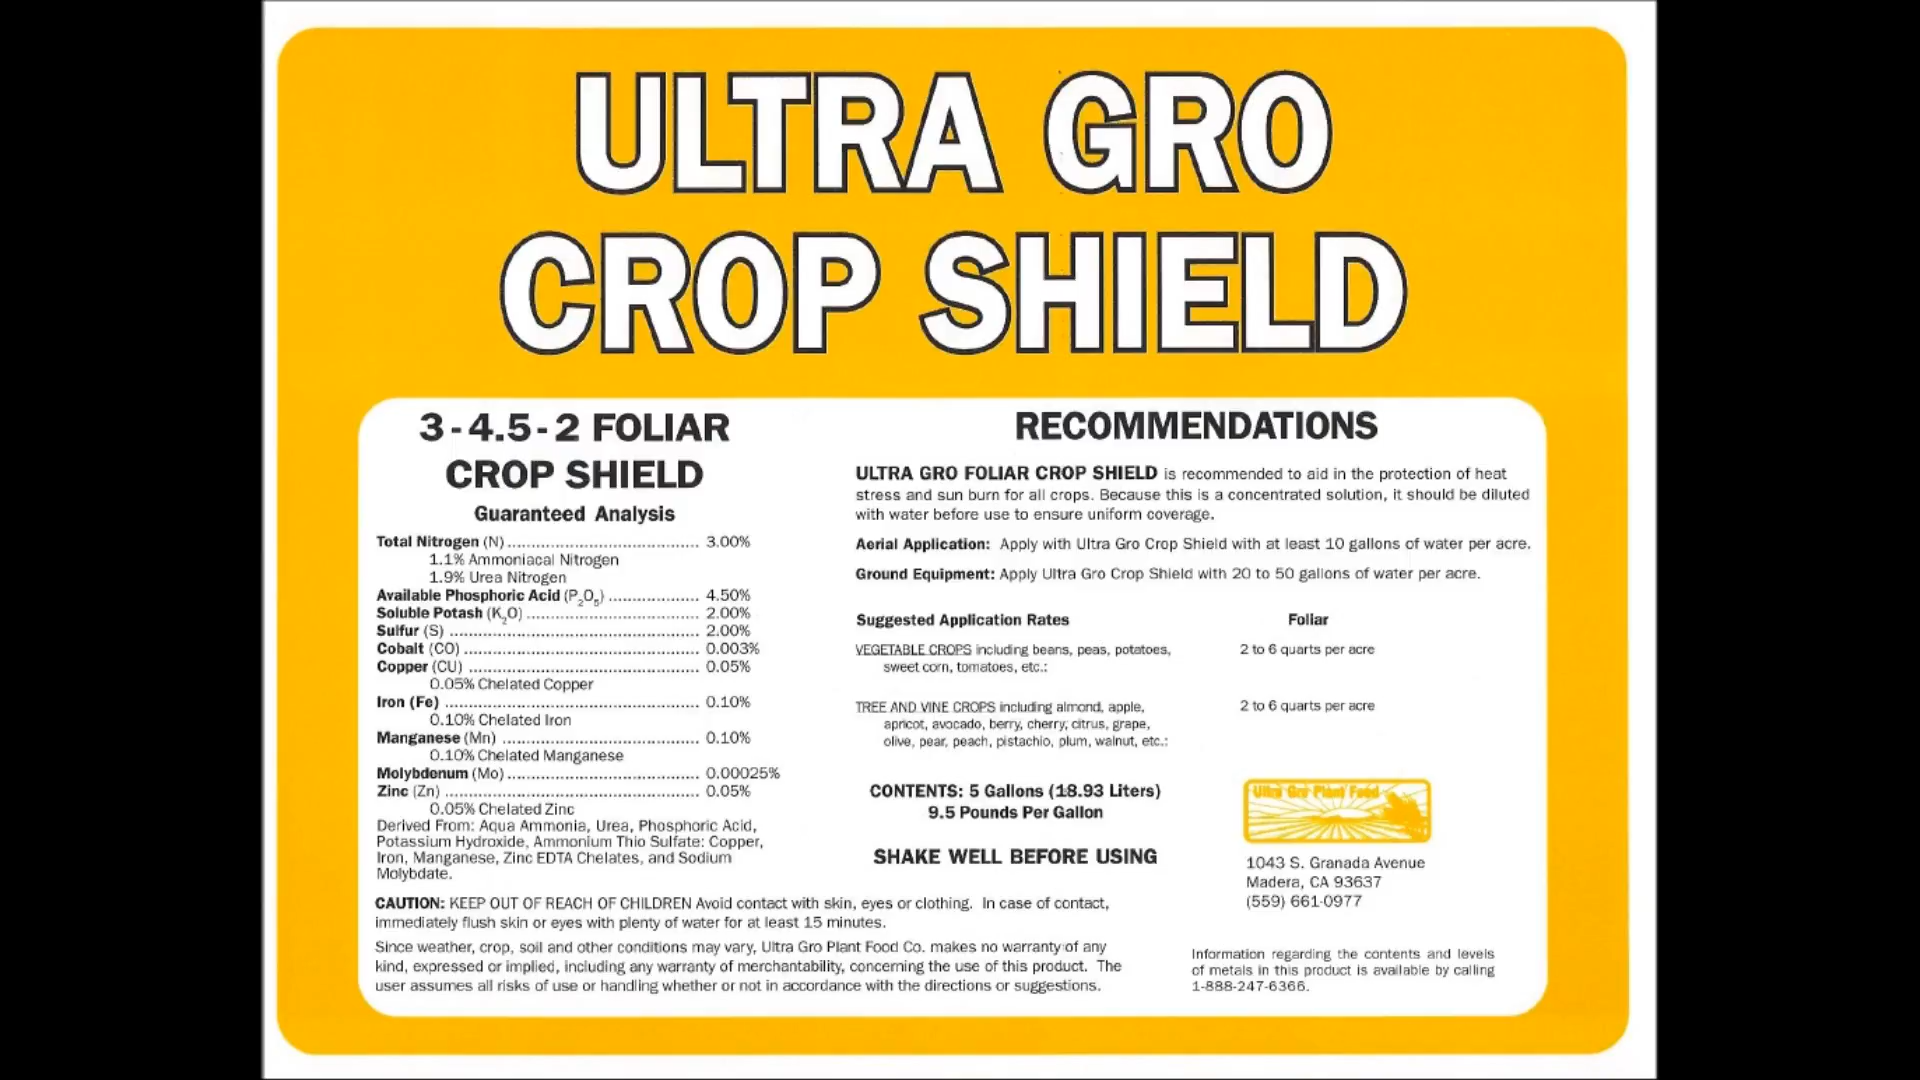 ULTRA GRO
CROP SHIELD
3-4.5-2 FOLIAR
CROP SHIELD
Guaranteed Analysis
Total Nitrogen (N) ........................................ 3.00%
1.1% Ammoniacal Nitrogen
1.9% Urea Nitrogen
Available Phosphoric Acid (P2O5) ................... 4.50%
Soluble Potash (K2O) .................................... 2.00%
Sulfur (S) .................................................... 2.00%
Cobalt (CO) ................................................. 0.003%
Copper (CU) ................................................ 0.05%
0.05% Chelated Copper
Iron (Fe) ..................................................... 0.10%
0.10% Chelated Iron
Manganese (Mn) ......................................... 0.10%
0.10% Chelated Manganese
Molybdenum (Mo) ........................................ 0.00025%
Zinc (Zn) ..................................................... 0.05%
0.05% Chelated Zinc
Derived From: Aqua Ammonia, Urea, Phosphoric Acid,
Potassium Hydroxide, Ammonium Thio Sulfate: Copper,
Iron, Manganese, Zinc EDTA Chelates, and Sodium
Molybdate.
RECOMMENDATIONS
ULTRA GRO FOLIAR CROP SHIELD is recommended to aid in the protection of heat
stress and sun burn for all crops. Because this is a concentrated solution, it should be diluted
with water before use to ensure uniform coverage.
Aerial Application: Apply with Ultra Gro Crop Shield with at least 10 gallons of water per acre.
Ground Equipment: Apply Ultra Gro Crop Shield with 20 to 50 gallons of water per acre.
Suggested Application Rates Foliar
VEGETABLE CROPS including beans, peas, potatoes, 2 to 6 quarts per acre
sweet corn, tomatoes, etc.:
TREE AND VINE CROPS including almond, apple, 2 to 6 quarts per acre
apricot, avocado, berry, cherry, citrus, grape,
olive, pear, peach, pistachio, plum, walnut, etc.:
CONTENTS: 5 Gallons (18.93 Liters)
9.5 Pounds Per Gallon
SHAKE WELL BEFORE USING
Ultra Gro Plant Food
1043 S. Granada Avenue
Madera, CA 93637
(559) 661-0977
CAUTION: KEEP OUT OF REACH OF CHILDREN Avoid contact with skin, eyes or clothing. In case of contact,
immediately flush skin or eyes with plenty of water for at least 15 minutes.
Since weather, crop, soil and other conditions may vary, Ultra Gro Plant Food Co. makes no warranty of any
kind, expressed or implied, including any warranty of merchantability, concerning the use of this product. The
user assumes all risks of use or handling whether or not in accordance with the directions or suggestions.
Information regarding the contents and levels
of metals in this product is available by calling
1-888-247-6366.